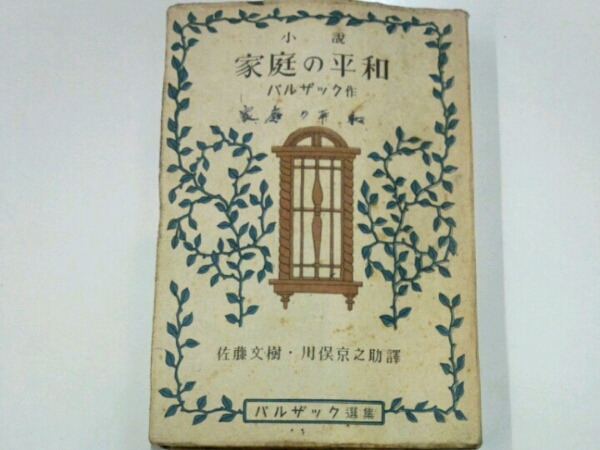 小説
家庭の平和
バルザック作
家庭の平和
佐藤文樹・川俣京之助譯
バルザック選集